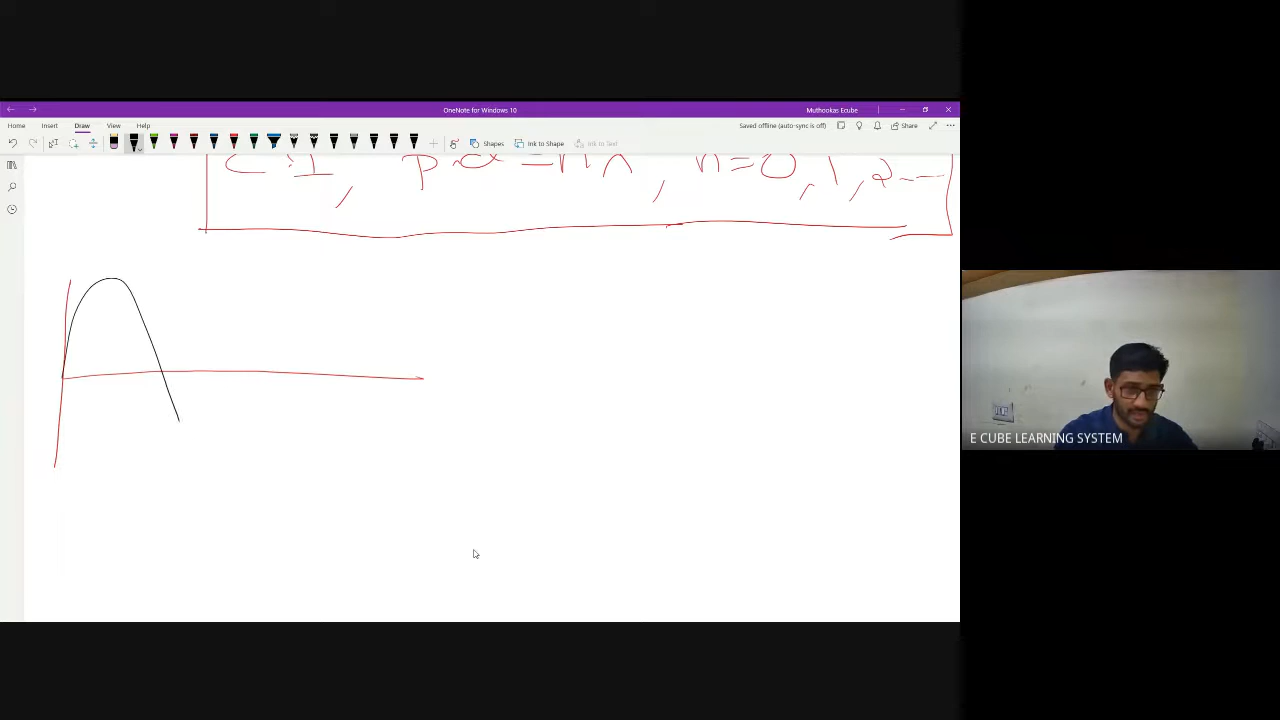 OneNote for Windows 10
Muthookas Ecube
Home Insert Draw View Help
Saved offline (auto-sync is off)
Share
Shapes
Ink to Shape
Ink to Text
C.I, p.d = nλ, n=0,1,2---
E CUBE LEARNING SYSTEM